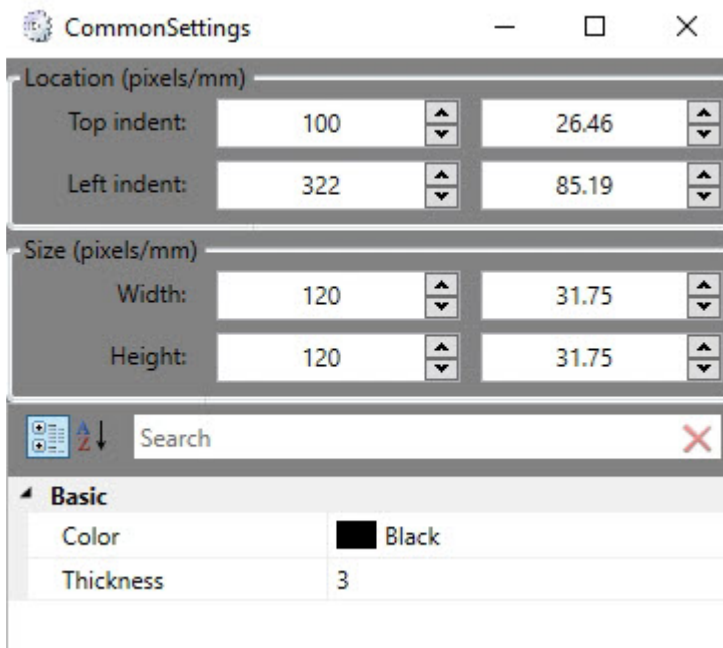 CommonSettings
Location (pixels/mm)
Top indent: 100 26.46
Left indent: 322 85.19
Size (pixels/mm)
Width: 120 31.75
Height: 120 31.75
A Z Search
Basic
Color Black
Thickness 3